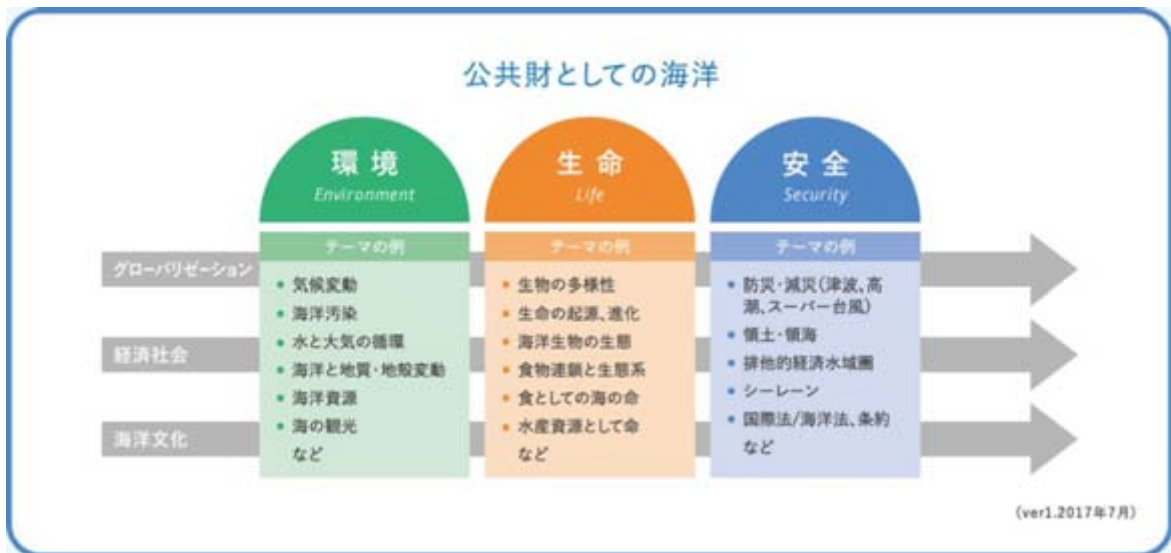 公共財としての海洋
環境
Environment
生命
Life
安全
Security
グローバリゼーション
経済社会
海洋文化
テーマの例
• 気候変動
• 海洋汚染
• 水と大気の循環
• 海洋と地質・地殻変動
• 海洋資源
• 海の観光
など
テーマの例
• 生物の多様性
• 生命の起源、進化
• 海洋生物の生態
• 食物連鎖と生態系
• 食としての海の命
• 水産資源として命
など
テーマの例
• 防災・減災(津波、高
潮、スーパー台風)
• 領土・領海
• 排他的経済水域圏
• シーレーン
• 国際法/海洋法、条約
など
(ver1.2017年7月)